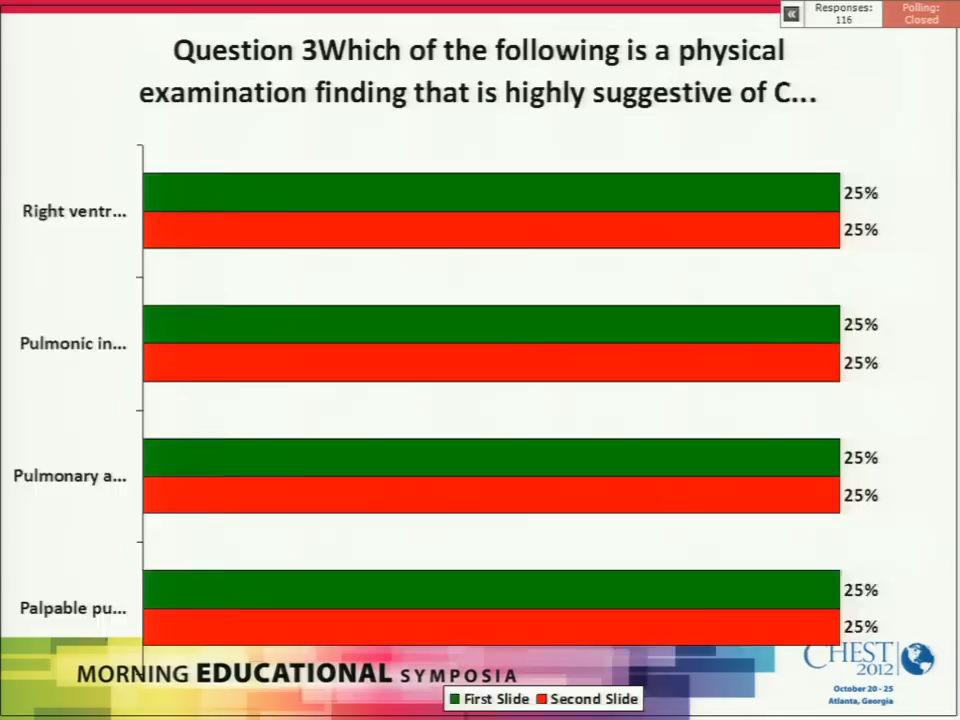 Responses:
116
Polling:
Closed
Question 3Which of the following is a physical
examination finding that is highly suggestive of C...
Right ventr...
25%
25%
Pulmonic in...
25%
25%
Pulmonary a...
25%
25%
Palpable pu...
25%
25%
MORNING EDUCATIONAL SYMPOSIA
CHEST
2012
October 20 - 25
Atlanta, Georgia
First Slide
Second Slide